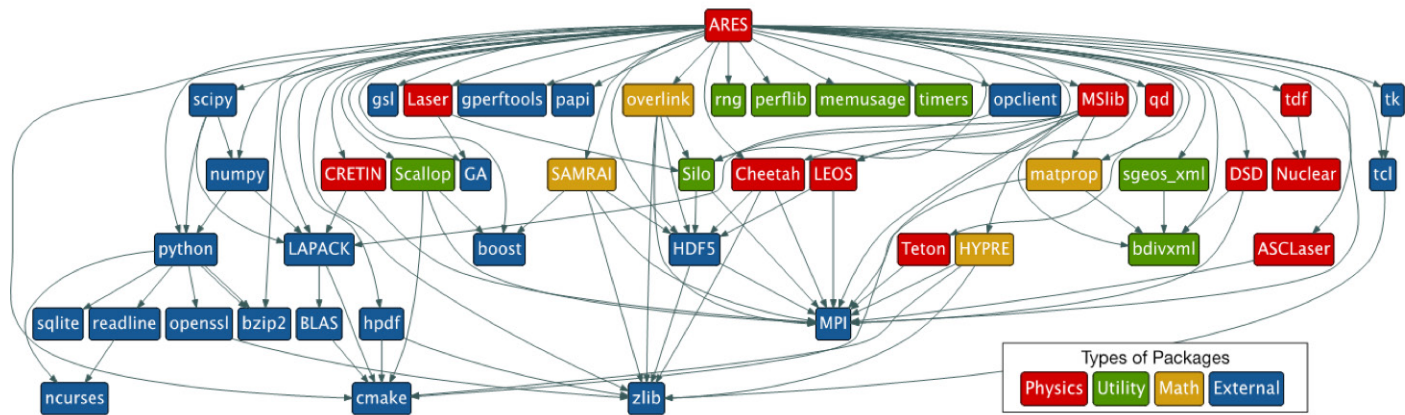 ARES
scipy gsl Laser gperftools papi overlink rng perflib memusage timers opclient MSlib qd tdf tk
numpy CRETIN Scallop GA SAMRAI Silo Cheetah LEOS matprop sgeos_xml DSD Nuclear tcl
python LAPACK boost HDF5 Teton HYPRE bdivxml ASCLaser
sqlite readline openssl bzip2 BLAS hpdf MPI
ncurses cmake zlib
Types of Packages
Physics Utility Math External